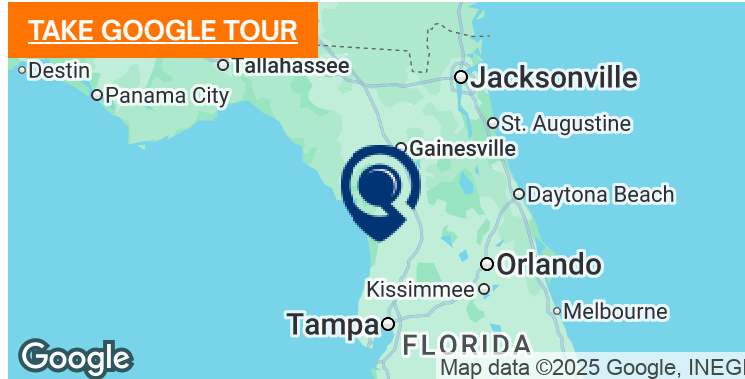 TAKE GOOGLE TOUR
Destin
Tallahassee
Jacksonville
Panama City
St. Augustine
Gainesville
Daytona Beach
Orlando
Kissimmee
Melbourne
Tampa
FLORIDA
Google
Map data ©2025 Google, INEGI